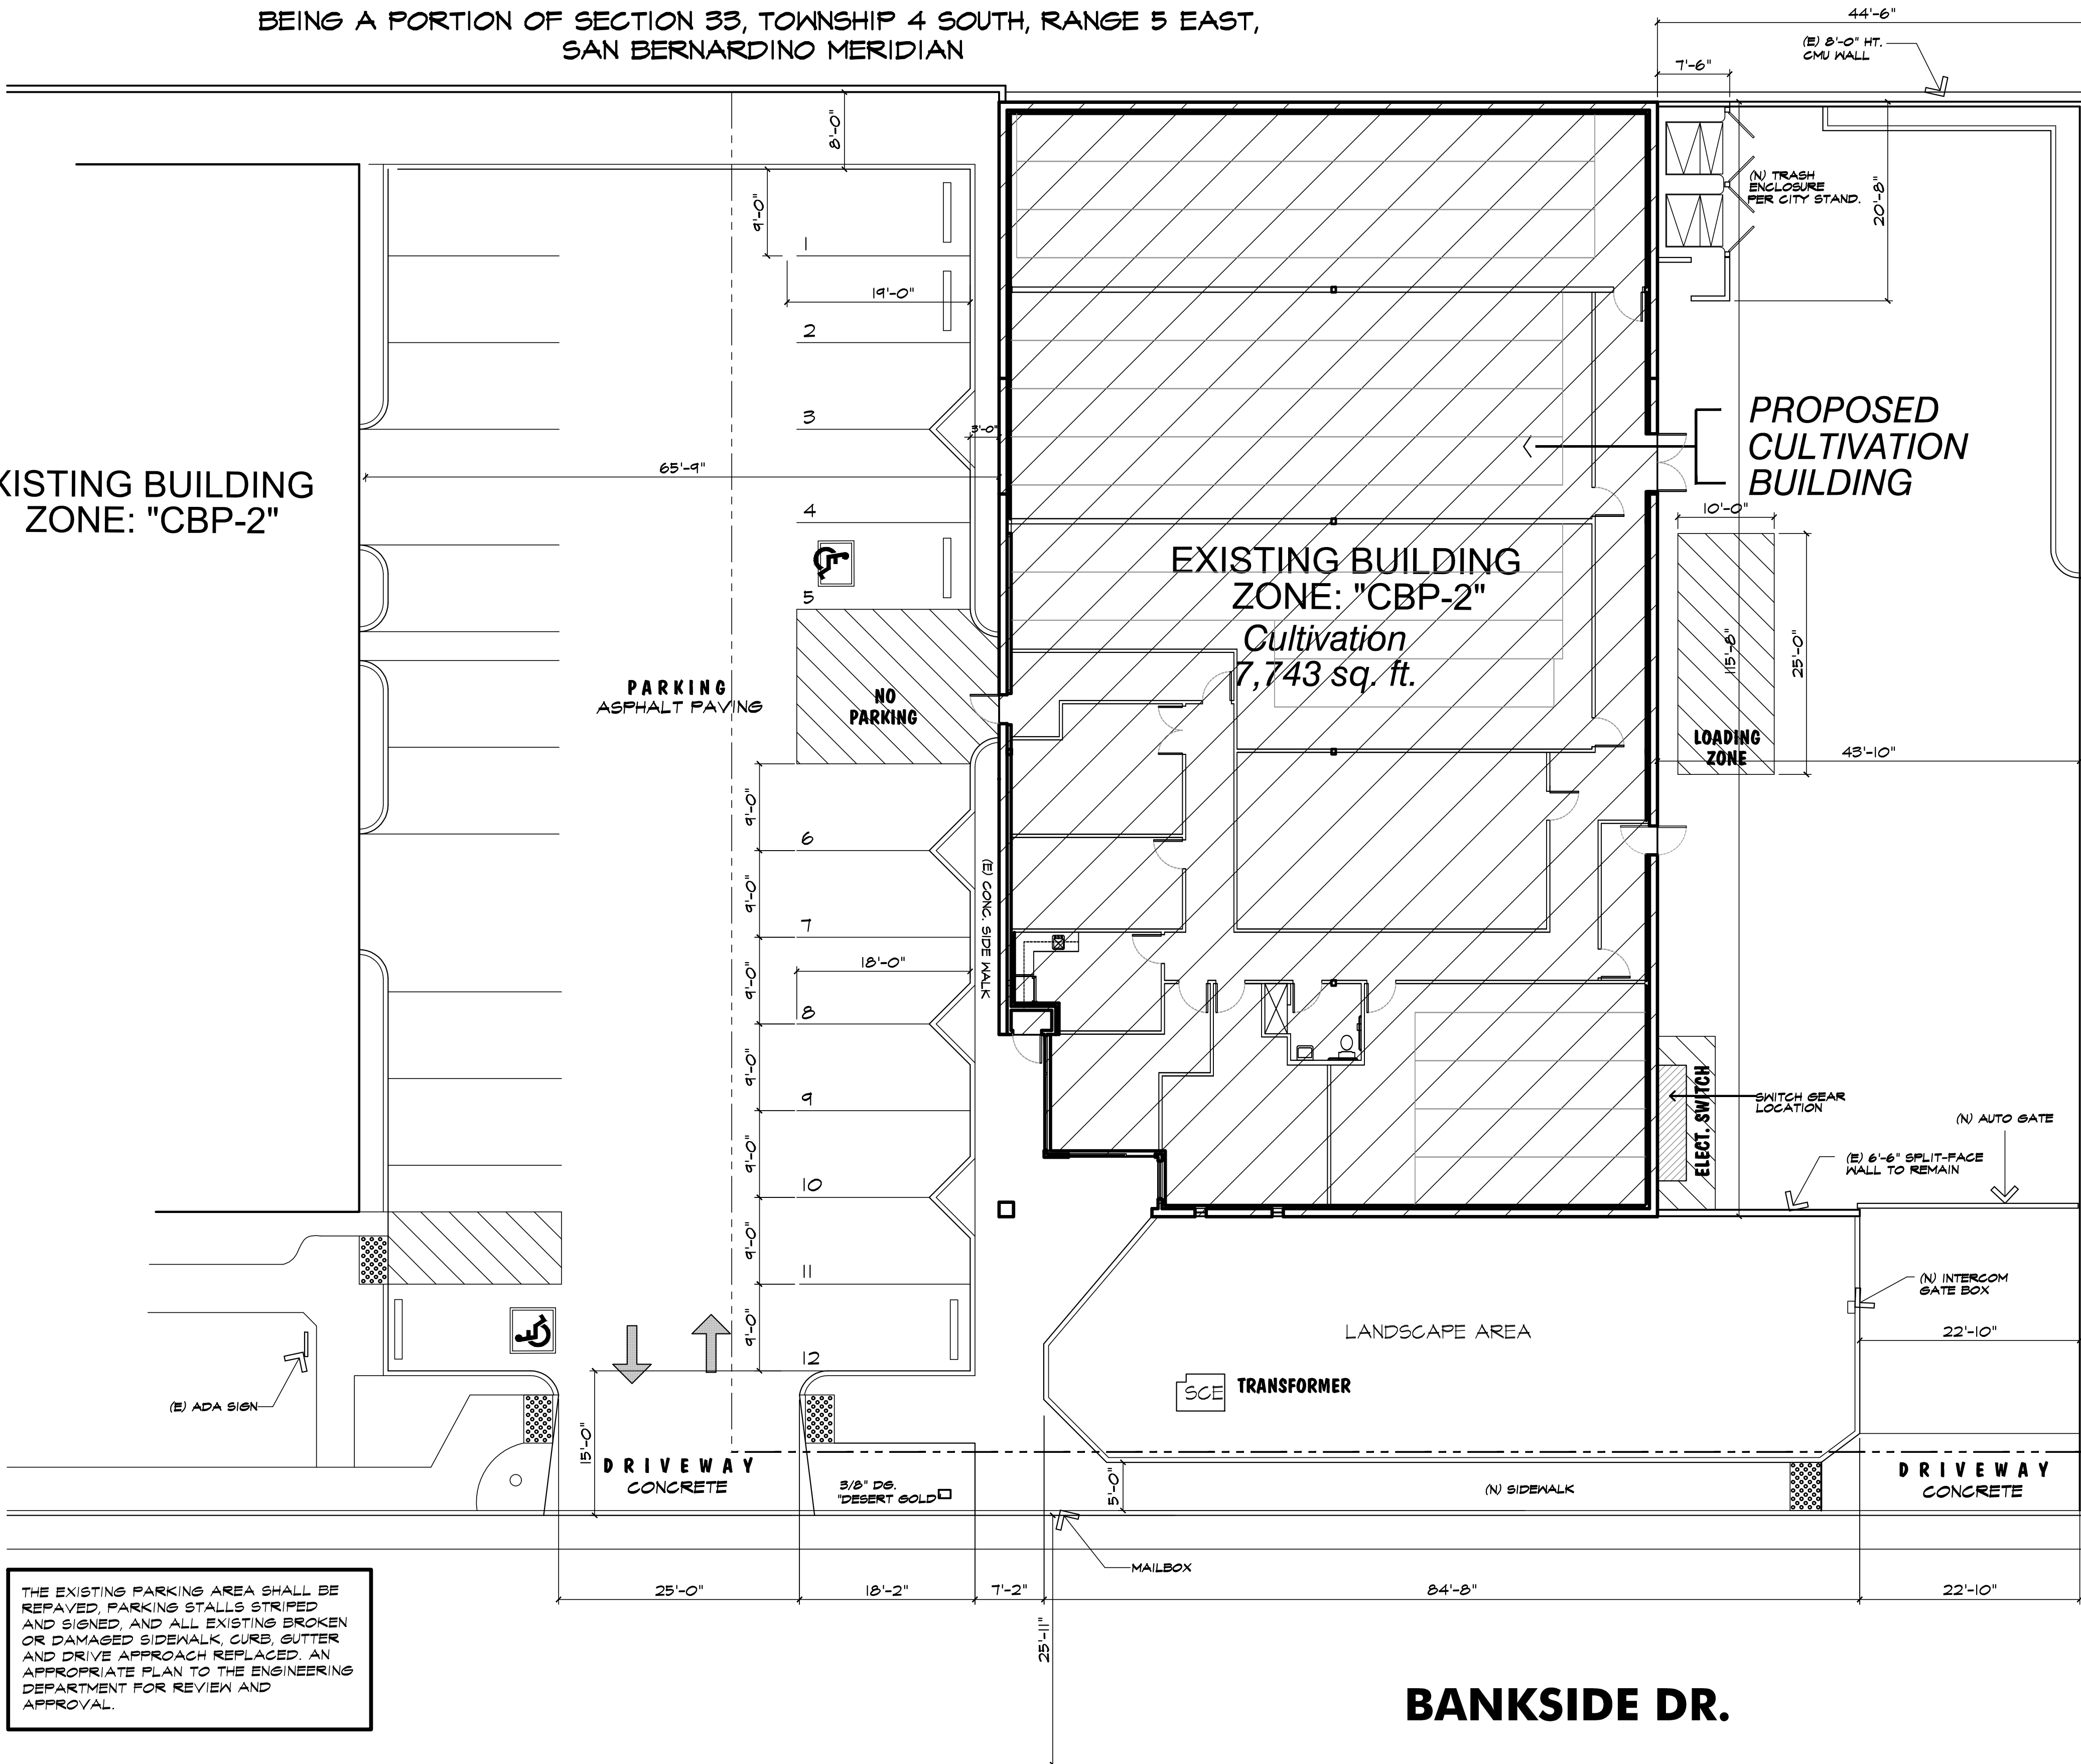 BEING A PORTION OF SECTION 33, TOWNSHIP 4 SOUTH, RANGE 5 EAST,
SAN BERNARDINO MERIDIAN
44'-6"
(E) 8'-0" HT.
CMU WALL
7'-6"
8'-0"
9'-0"
(N) TRASH
ENCLOSURE
PER CITY STAND.
20'-8"
1
19'-0"
2
3
3'-0"
65'-9"
PROPOSED
CULTIVATION
BUILDING
XISTING BUILDING
ZONE: "CBP-2"
4
10'-0"
EXISTING BUILDING
ZONE: "CBP-2"
Cultivation
7,743 sq. ft.
5
115'-8"
25'-0"
PARKING
ASPHALT PAVING
NO
PARKING
LOADING
ZONE
43'-10"
9'-0"
6
(E) CONC. SIDE WALK
9'-0"
7
9'-0"
18'-0"
8
9'-0"
9
ELECT. SWITCH
SWITCH GEAR
LOCATION
(N) AUTO GATE
9'-0"
10
(E) 6'-6" SPLIT-FACE
WALL TO REMAIN
9'-0"
11
(N) INTERCOM
GATE BOX
9'-0"
LANDSCAPE AREA
22'-10"
12
(E) ADA SIGN
SCE
TRANSFORMER
15'-0"
DRIVEWAY
CONCRETE
3/8" DG.
"DESERT GOLD"
5'-0"
(N) SIDEWALK
DRIVEWAY
CONCRETE
MAILBOX
25'-0"
18'-2"
7'-2"
84'-8"
22'-10"
25'-11"
THE EXISTING PARKING AREA SHALL BE
REPAVED, PARKING STALLS STRIPED
AND SIGNED, AND ALL EXISTING BROKEN
OR DAMAGED SIDEWALK, CURB, GUTTER
AND DRIVE APPROACH REPLACED. AN
APPROPRIATE PLAN TO THE ENGINEERING
DEPARTMENT FOR REVIEW AND
APPROVAL.
BANKSIDE DR.